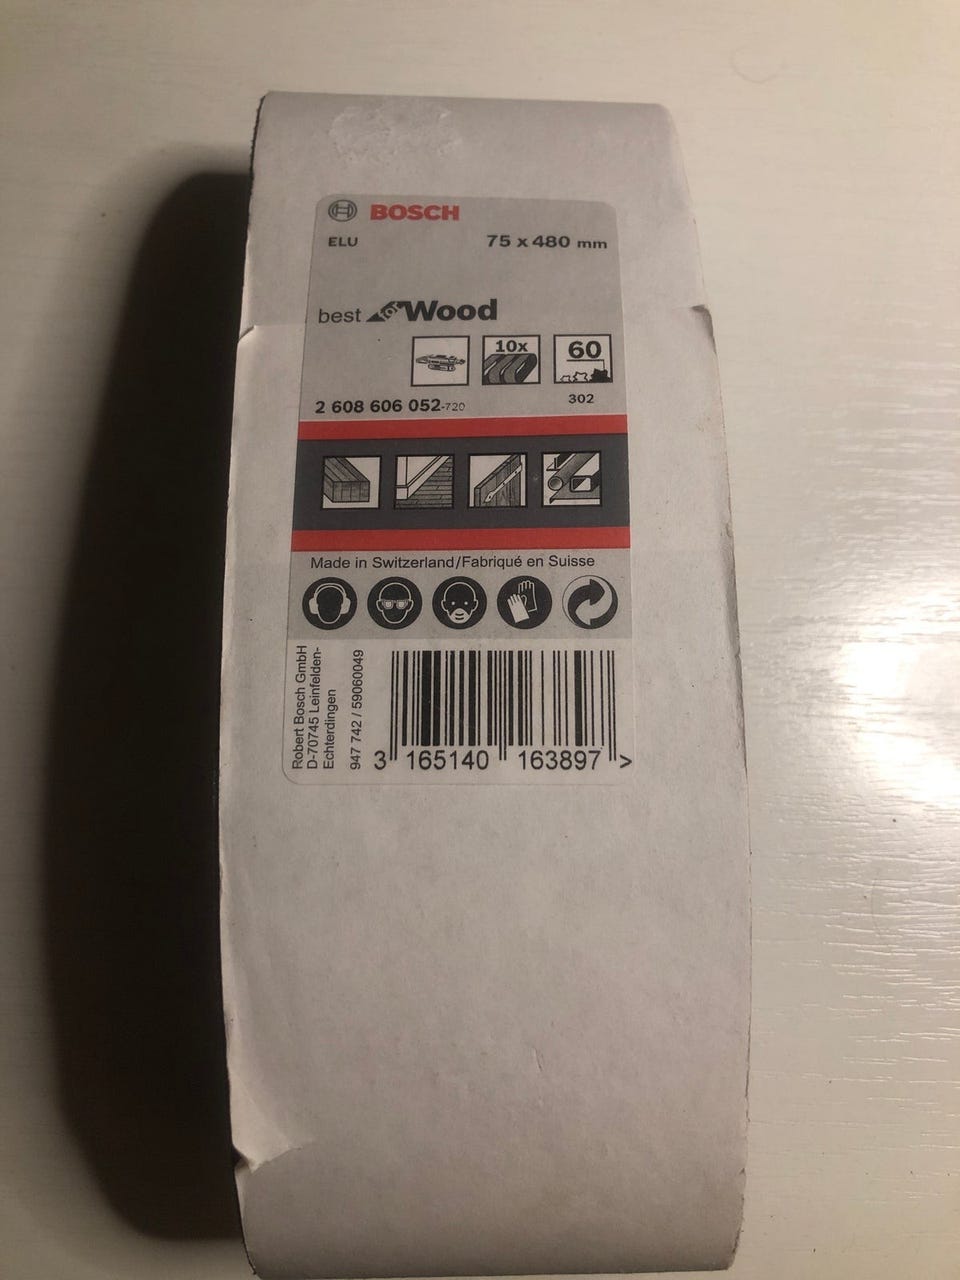 BOSCH
ELU 75 x 480 mm
best for Wood
10x 60
2 608 606 052-720 302
Made in Switzerland/Fabriqué en Suisse
Robert Bosch GmbH
D-70745 Leinfelden-
Echterdingen
947 742 / 59060049
3 165140 163897 >